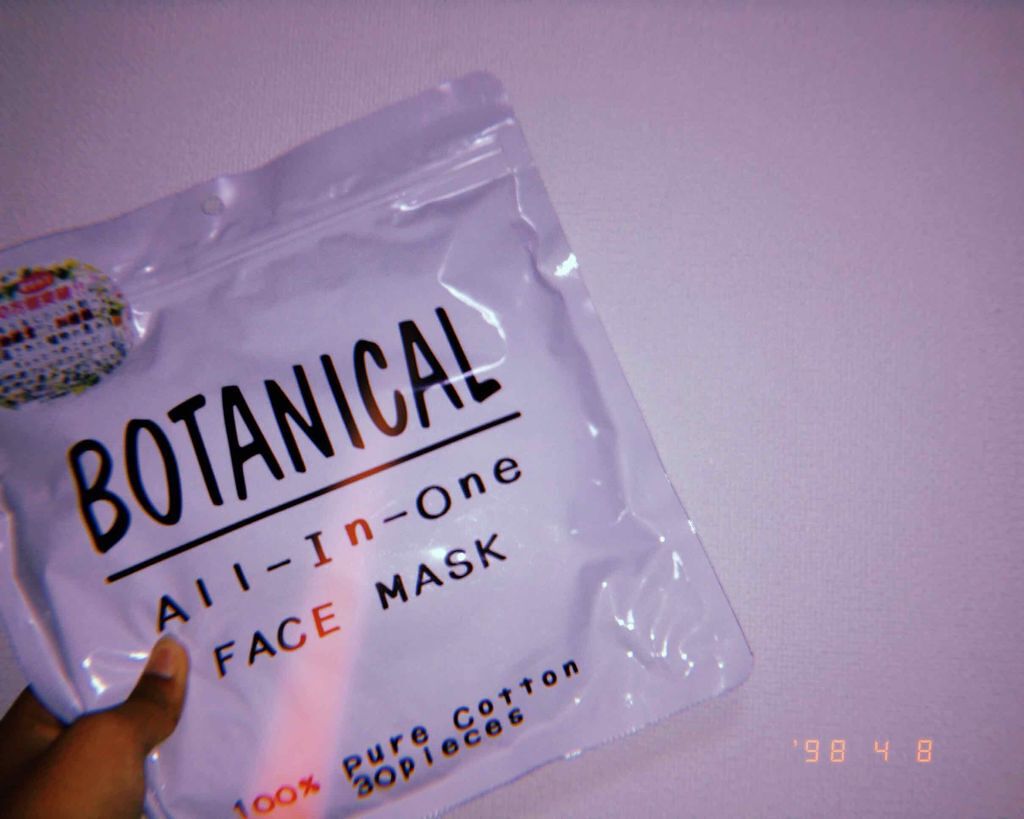 BOTANICAL
All-In-One
FACE MASK
100% Pure Cotton
30pieces
'98 4 8